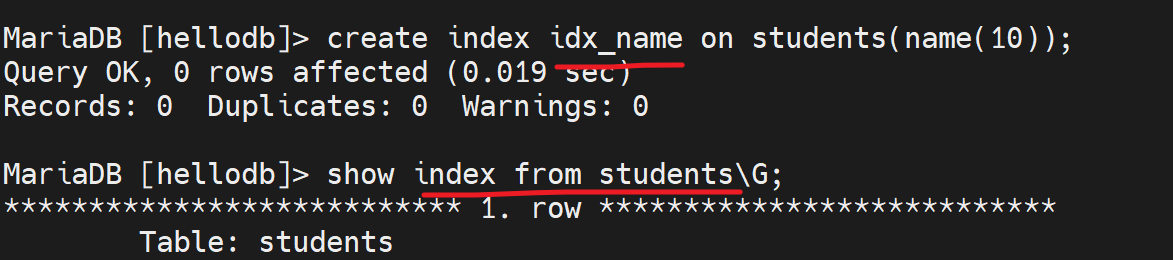 MariaDB [hellodb]> create index idx_name on students(name(10));
Query OK, 0 rows affected (0.019 sec)
Records: 0  Duplicates: 0  Warnings: 0
MariaDB [hellodb]> show index from students\G;
*************************** 1. row ***************************
Table: students